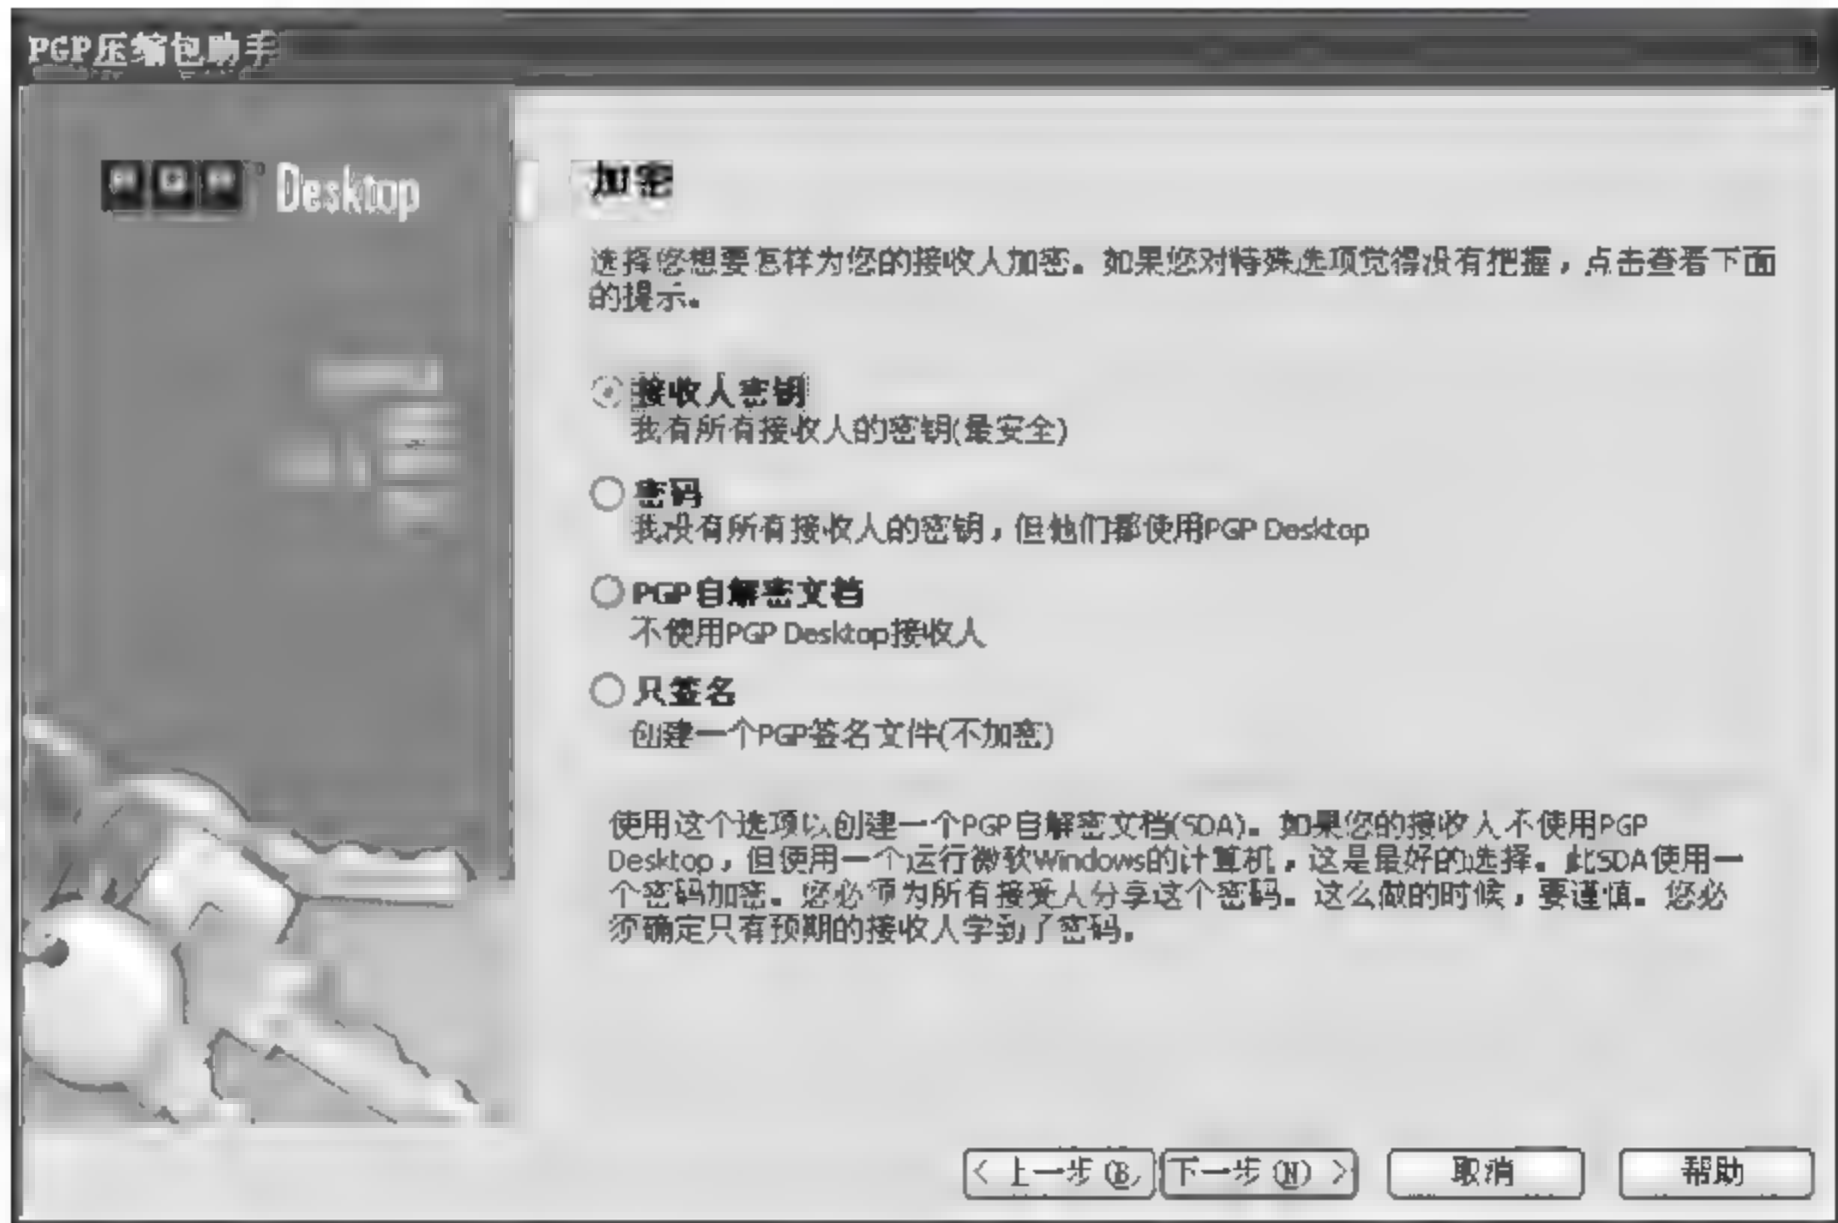 PGP压缩包助手
Desktop
加密
选择您想要怎样为您的接收人加密。如果您对特殊选项觉得没有把握，点击查看下面
的提示。
接收人密钥
我有所有接收人的密钥(最安全)
密码
我没有所有接收人的密钥，但他们都使用PGP Desktop
PGP自解密文档
不使用PGP Desktop接收人
只签名
创建一个PGP签名文件(不加密)
使用这个选项以创建一个PGP自解密文档(SDA)。如果您的接收人不使用PGP
Desktop，但使用一个运行微软Windows的计算机，这是最好的选择。此SDA使用一
个密码加密。您必须为所有接受人分享这个密码。这么做的时候，要谨慎。您必
须确定只有预期的接收人学到了密码。
< 上一步(B) 下一步(N) > 取消 帮助